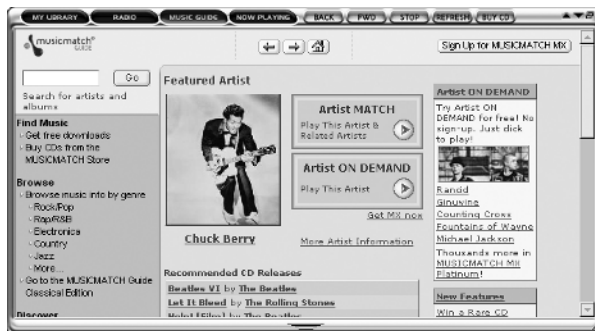 MY LIBRARY RADIO MUSIC GUIDE NOW PLAYING BACK FWD STOP REFRESH BUY CD
musicmatch®
GUIDE
Sign Up for MUSICMATCH MX
Go
Search for artists and
albums
Find Music
Get free downloads
Buy CDs from the
MUSICMATCH Store
Browse
Browse music info by genre
Rock/Pop
Rap/R&B
Electronica
Country
Jazz
More...
Go to the MUSICMATCH Guide
Classical Edition
Discover
Featured Artist
Chuck Berry
Artist MATCH
Play This Artist &
Related Artists
Artist ON DEMAND
Play This Artist
Get MX now
More Artist Information
Recommended CD Releases
Beatles VI by The Beatles
Let It Bleed by The Rolling Stones
Help! [Film] by The Beatles
Artist ON DEMAND
Try Artist ON
DEMAND for free! No
sign-up. Just click
to play!
Rancid
Ginuwine
Counting Crows
Fountains of Wayne
Michael Jackson
Thousands more in
MUSICMATCH MX
Platinum!
New Features
Win a Rare CD